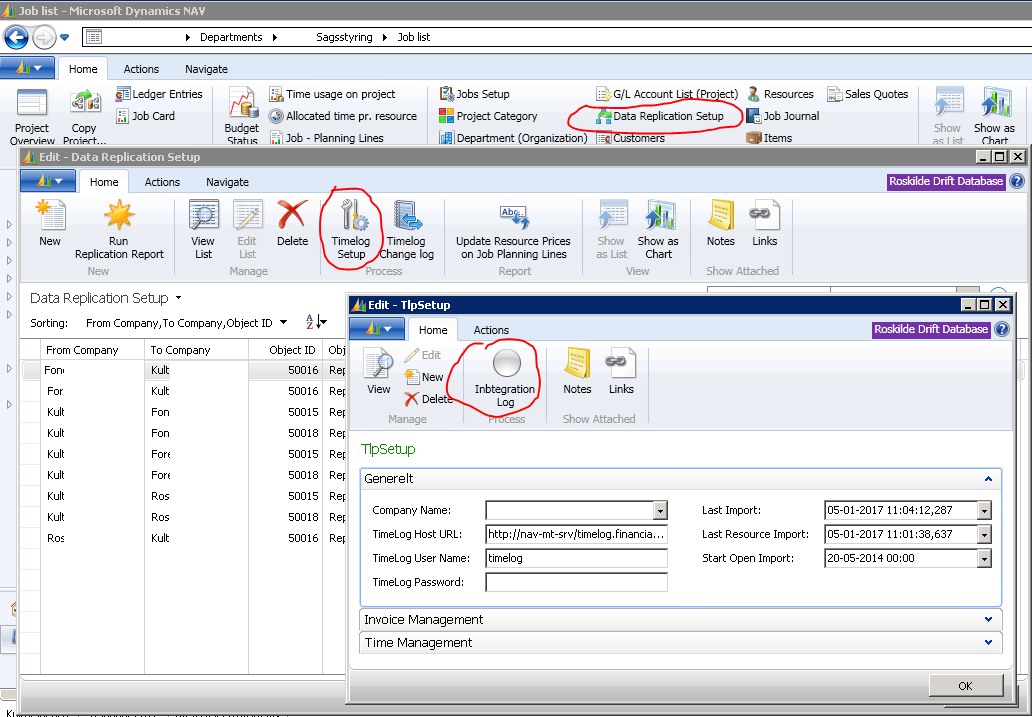 Job list - Microsoft Dynamics NAV
Departments
Sagsstyring
Job list
Home Actions Navigate
Project Overview
Copy Project...
Ledger Entries
Job Card
Budget Status
Time usage on project
Allocated time pr. resource
Job - Planning Lines
Jobs Setup
Project Category
Department (Organization)
G/L Account List (Project)
Data Replication Setup
Customers
Resources
Job Journal
Items
Sales Quotes
Show as List
Show as Chart
Edit - Data Replication Setup
Home Actions Navigate
Roskilde Drift Database
New
Run Replication Report
New
View List
Edit List
Delete
Manage
Timelog Setup
Timelog Change log
Process
Update Resource Prices on Job Planning Lines
Report
Show as List
Show as Chart
View
Notes
Links
Show Attached
Data Replication Setup
Sorting: From Company,To Company,Object ID
From Company To Company Object ID Obj
Fon Kult 50016 Rep
For Kult 50016 Rep
Kult Fon 50015 Rep
Kult Fon 50018 Rep
Kult Fore 50015 Rep
Kult Fore 50018 Rep
Kult Ros 50015 Rep
Kult Ros 50018 Rep
Ros Kult 50016 Rep
Edit - TlpSetup
Home Actions
Roskilde Drift Database
View
Edit
New
Delete
Manage
Inbtegration Log
Process
Notes
Links
Show Attached
TlpSetup
Generelt
Company Name:
TimeLog Host URL: http://nav-mt-srv/timelog.financia...
TimeLog User Name: timelog
TimeLog Password:
Last Import: 05-01-2017 11:04:12,287
Last Resource Import: 05-01-2017 11:01:38,637
Start Open Import: 20-05-2014 00:00
Invoice Management
Time Management
OK